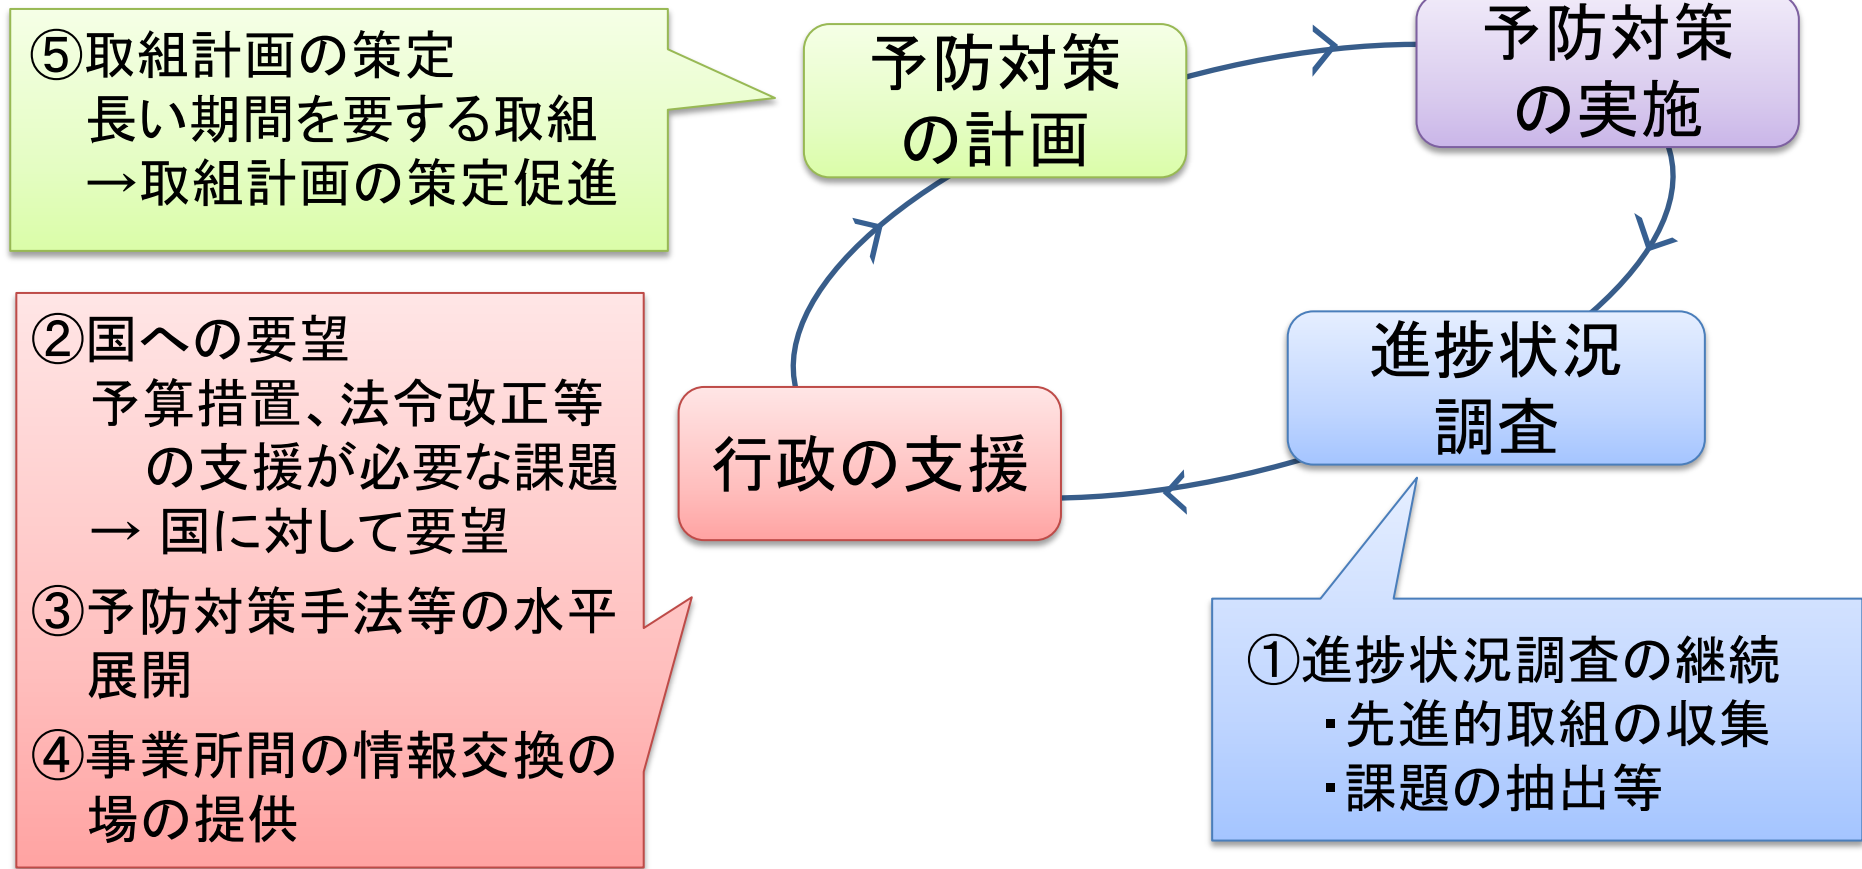 ⑤取組計画の策定
長い期間を要する取組
→取組計画の策定促進
予防対策
の計画
予防対策
の実施
進捗状況
調査
行政の支援
②国への要望
予算措置、法令改正等
の支援が必要な課題
→ 国に対して要望
③予防対策手法等の水平
展開
④事業所間の情報交換の
場の提供
①進捗状況調査の継続
・先進的取組の収集
・課題の抽出等